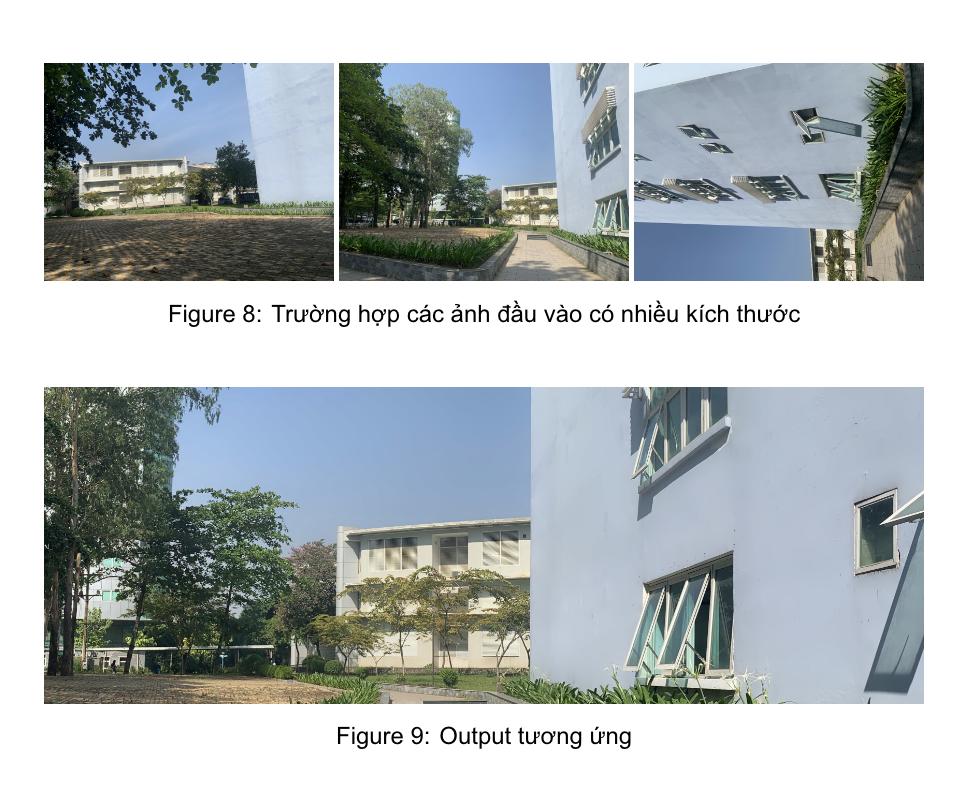 Figure 8: Trường hợp các ảnh đầu vào có nhiều kích thước
Figure 9: Output tương ứng